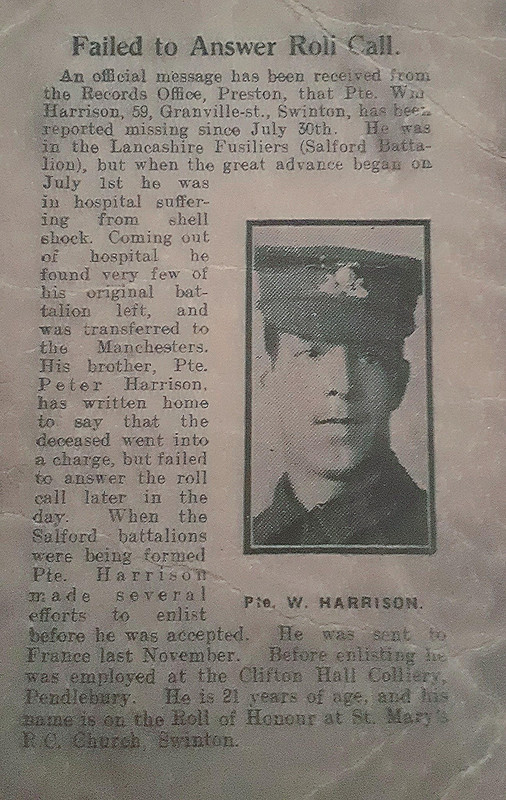 Failed to Answer Roll Call.
An official message has been received from
the Records Office, Preston, that Pte. Wm
Harrison, 59, Granville-st., Swinton, has been
reported missing since July 30th. He was
in the Lancashire Fusiliers (Salford Batta-
lion), but when the great advance began on
July 1st he was
in hospital suffer-
ing from shell
shock. Coming out
of hospital he
found very few of
his original bat-
talion left, and
was transferred to
the Manchesters.
His brother, Pte.
Peter Harrison,
has written home
to say that the
deceased went into
a charge, but failed
to answer the roll
call later in the
day. When the
Salford battalions
were being formed
Pte. Harrison
made several
efforts to enlist
before he was accepted. He was sent to
France last November. Before enlisting he
was employed at the Clifton Hall Colliery,
Pendlebury. He is 21 years of age, and his
name is on the Roll of Honour at St. Mary's
R.C. Church, Swinton.
Pte. W. HARRISON.